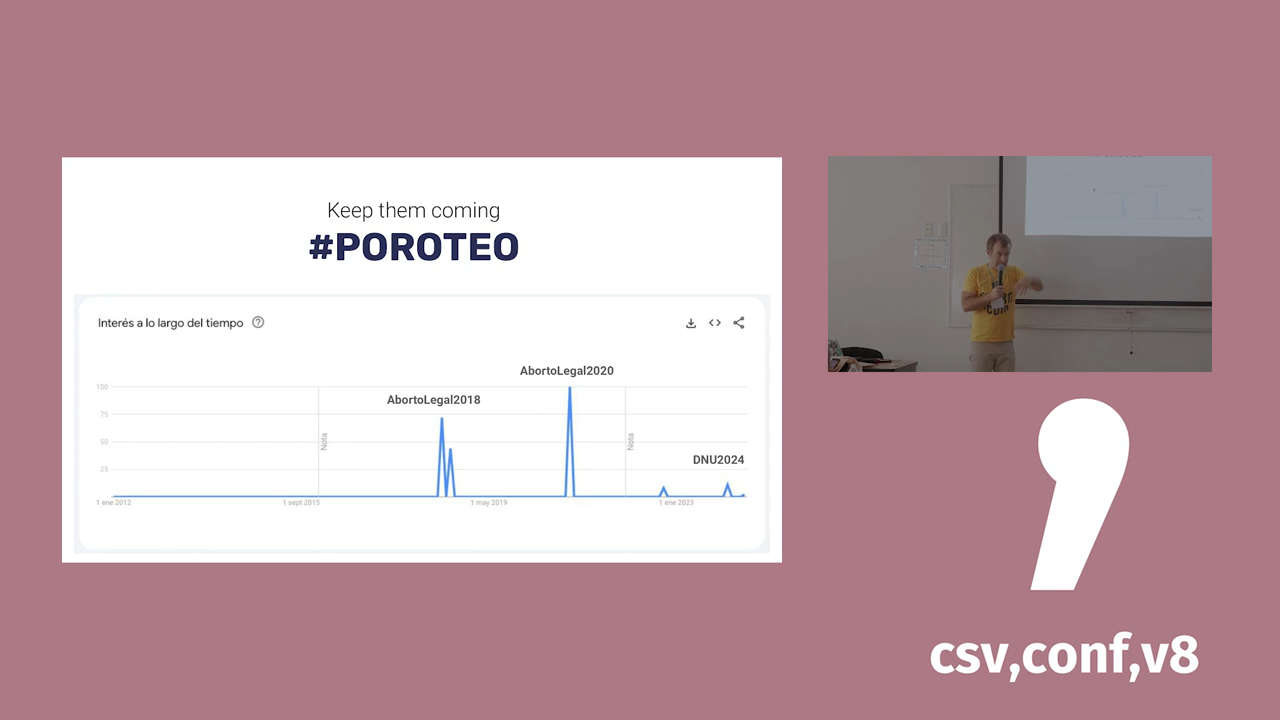 Keep them coming
#POROTEO
Interés a lo largo del tiempo
AbortoLegal2020
AbortoLegal2018
DNU2024
100
75
50
25
Nota
Nota
1 ene 2012
1 sept 2015
1 may 2019
1 ene 2023
csv,conf,v8